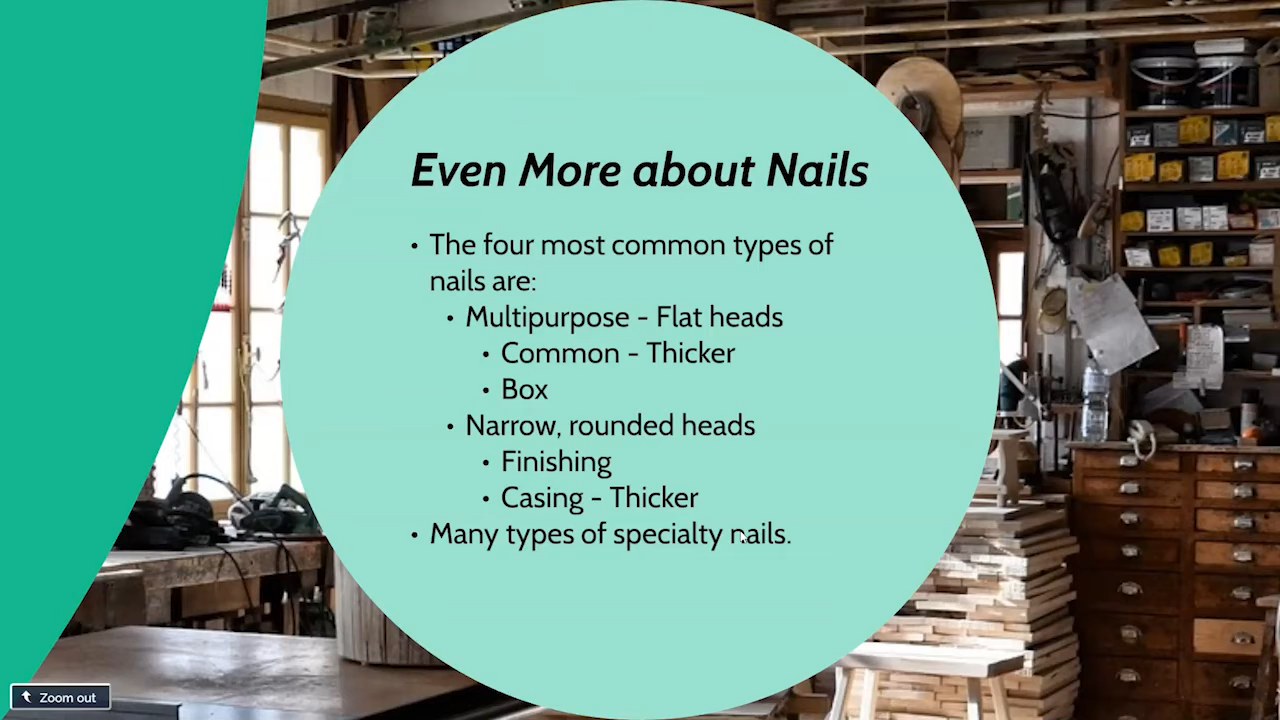 Even More about Nails
• The four most common types of
nails are:
• Multipurpose - Flat heads
• Common - Thicker
• Box
• Narrow, rounded heads
• Finishing
• Casing - Thicker
• Many types of specialty nails.
Zoom out